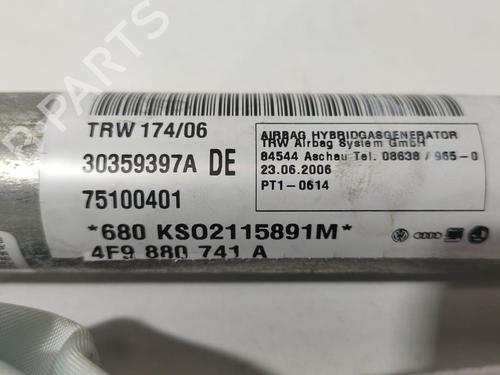 TRW 174/06
30359397A DE
75100401
*680 KSO2115891M*
4F9 880 741 A
AIRBAG HYBRIDGASGENERATOR
TRW Airbag System GmbH
84544 Aschau Tel. 08638 / 965-0
23.06.2006
PT1-0614
PARTS